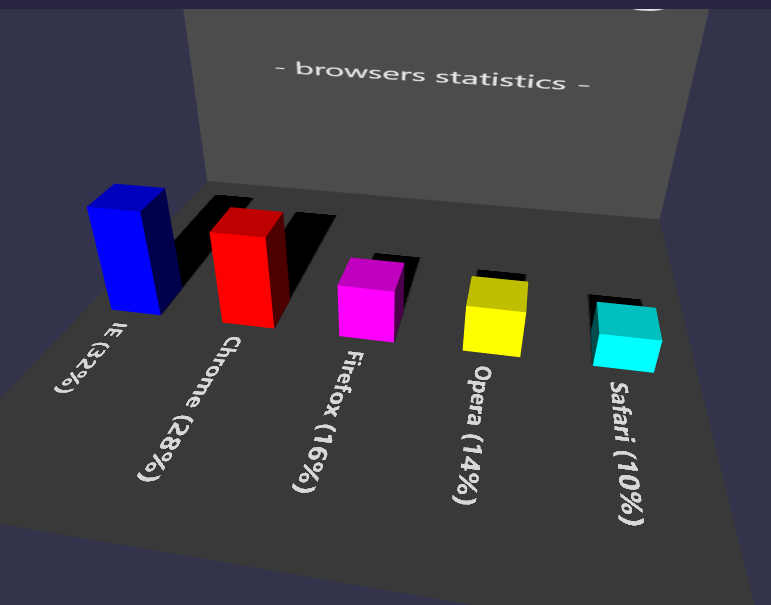 - browsers statistics -
IE (32%)
Chrome (28%)
Firefox (16%)
Opera (14%)
Safari (10%)